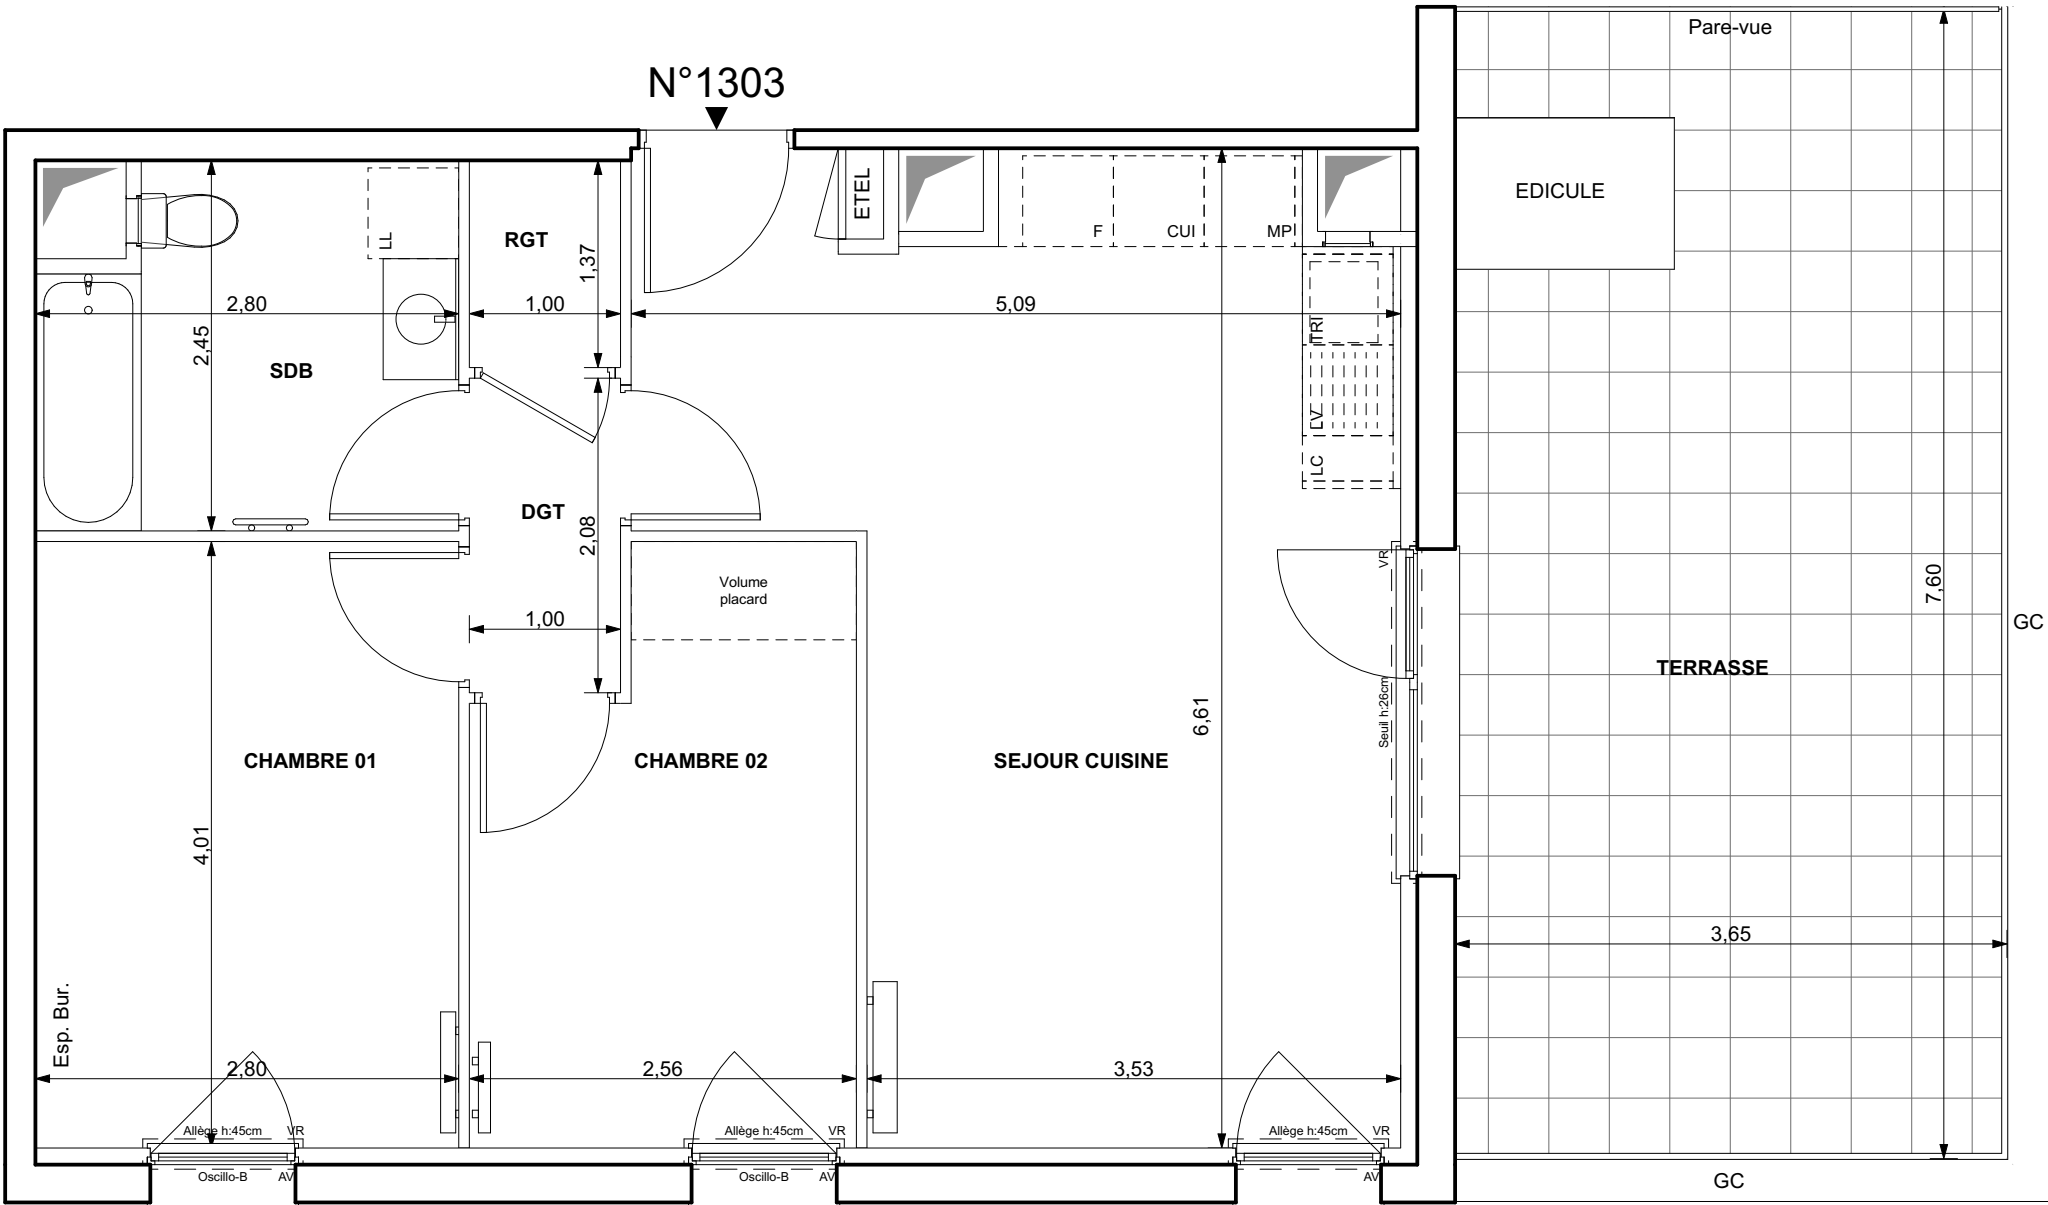 Pare-vue
N°1303
ETEL
EDICULE
RGT
LL
F
CUI
MP
1,37
2,80
1,00
5,09
TRI
2,45
SDB
LV
LC
DGT
2,08
VR
Volume
placard
7,60
1,00
GC
TERRASSE
Seuil h:26cm
6,61
CHAMBRE 01
CHAMBRE 02
SEJOUR CUISINE
4,01
3,65
Esp. Bur.
2,80
2,56
3,53
Allège h:45cm
VR
Allège h:45cm
VR
Allège h:45cm
VR
Oscillo-B
AV
Oscillo-B
AV
AV
GC